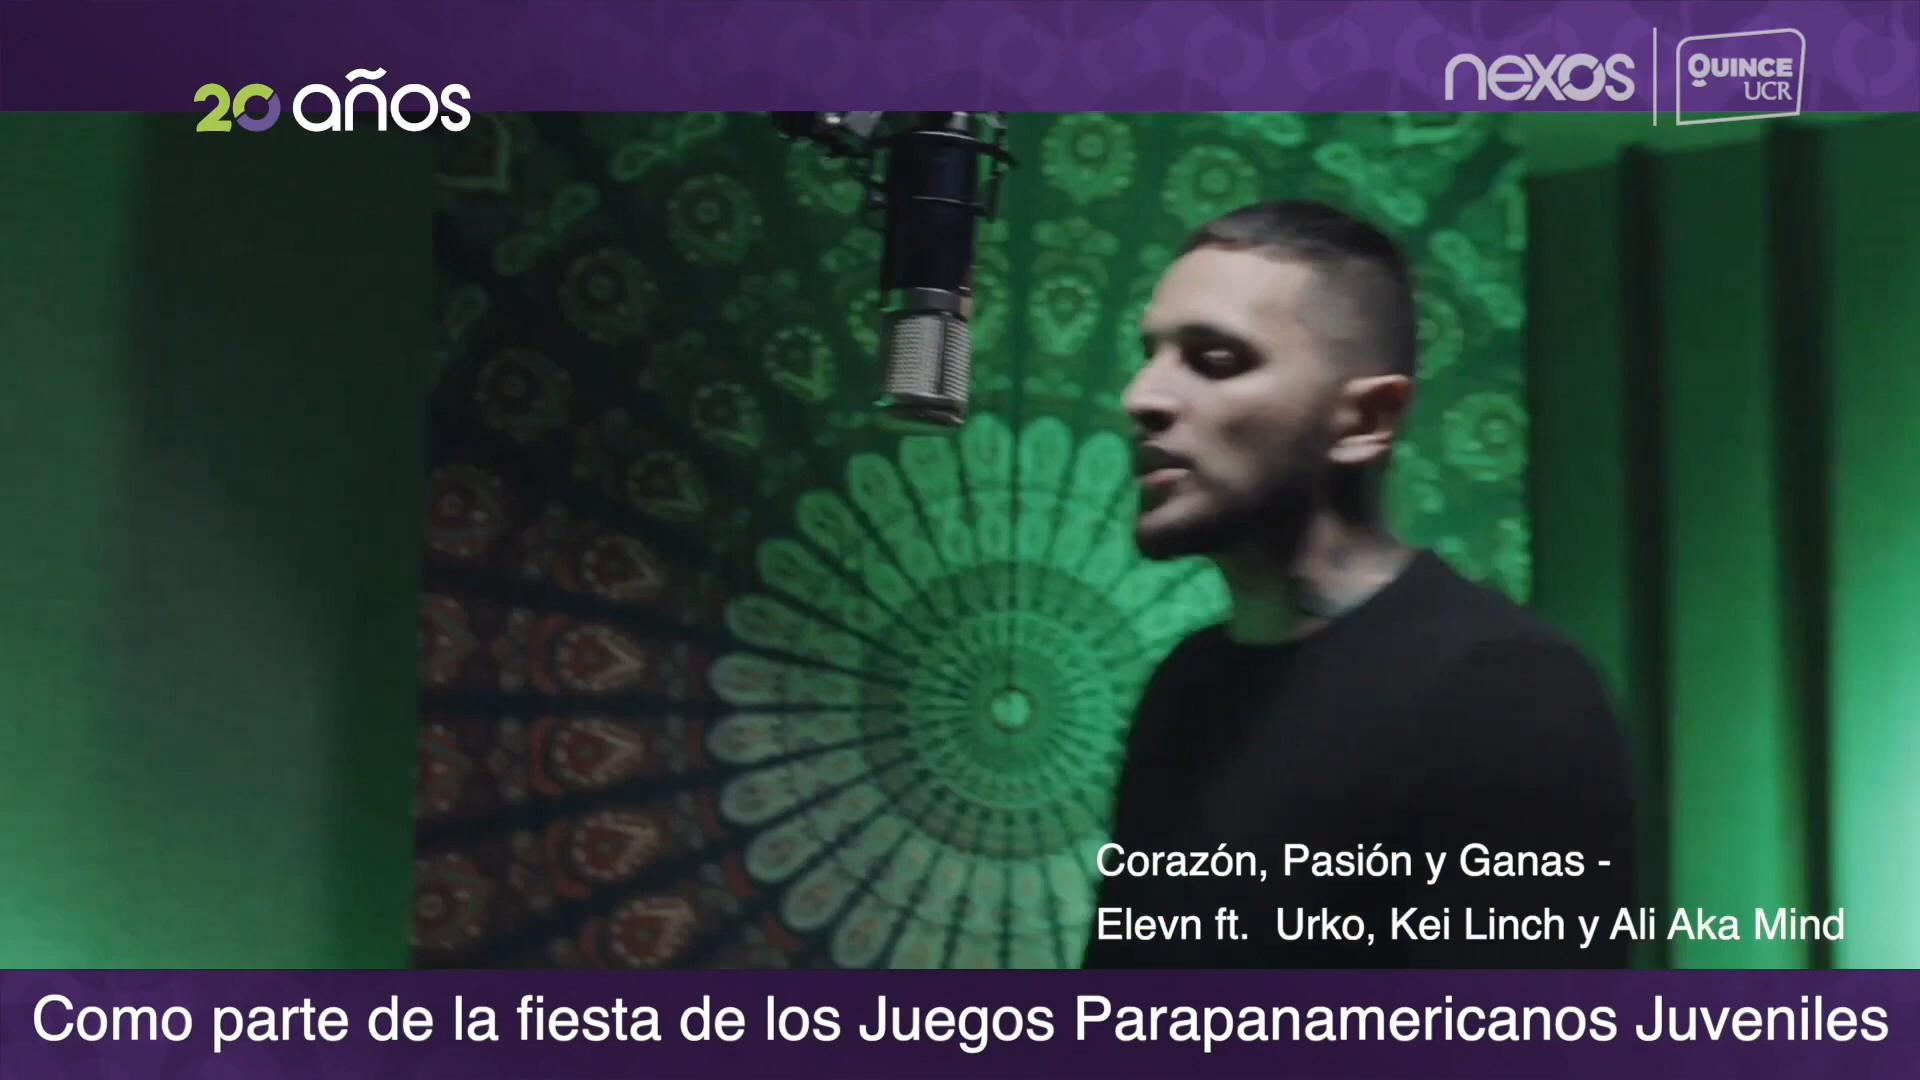 20 años
nexos
QUINCE
UCR
Corazón, Pasión y Ganas -
Elevn ft. Urko, Kei Linch y Ali Aka Mind
Como parte de la fiesta de los Juegos Parapanamericanos Juveniles